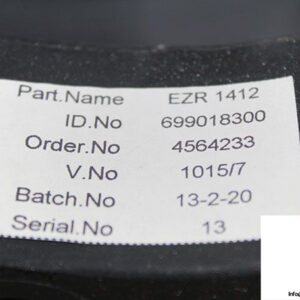 Part.Name EZR 1412
ID.No 699018300
Order.No 4564233
V.No 1015/7
Batch.No 13-2-20
Serial.No 13